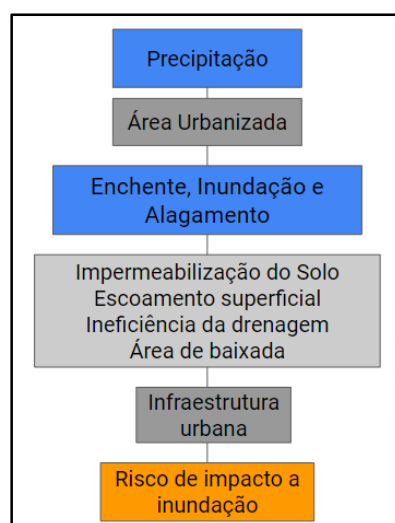 Precipitação
Área Urbanizada
Enchente, Inundação e
Alagamento
Impermeabilização do Solo
Escoamento superficial
Ineficiência da drenagem
Área de baixada
Infraestrutura
urbana
Risco de impacto a
inundação